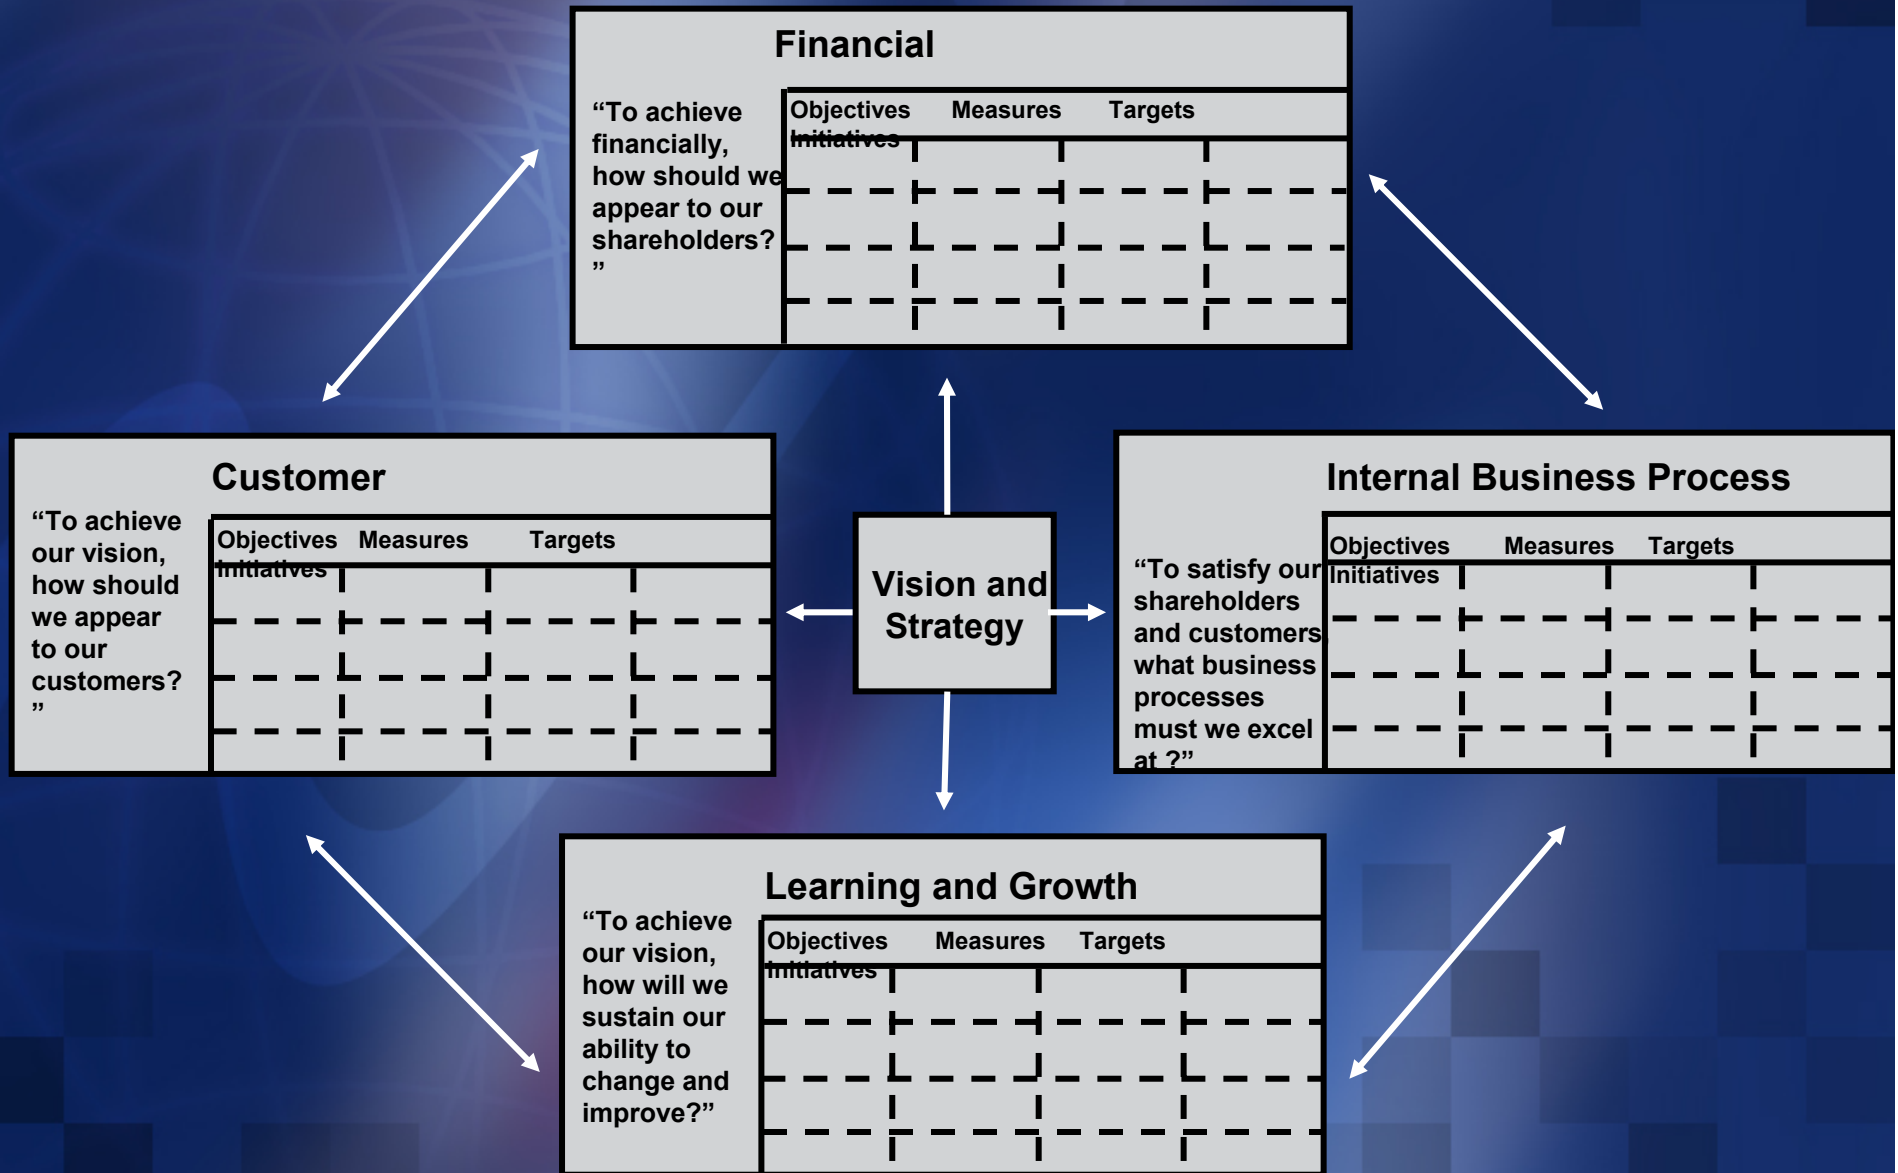 Financial
“To achieve
financially,
how should we
appear to our
shareholders?
”
Objectives Measures Targets
Initiatives
Customer
“To achieve
our vision,
how should
we appear
to our
customers?
”
Objectives Measures Targets
Initiatives
Vision and
Strategy
Internal Business Process
“To satisfy our
shareholders
and customers,
what business
processes
must we excel
at ?”
Objectives Measures Targets
Initiatives
Learning and Growth
“To achieve
our vision,
how will we
sustain our
ability to
change and
improve?”
Objectives Measures Targets
Initiatives